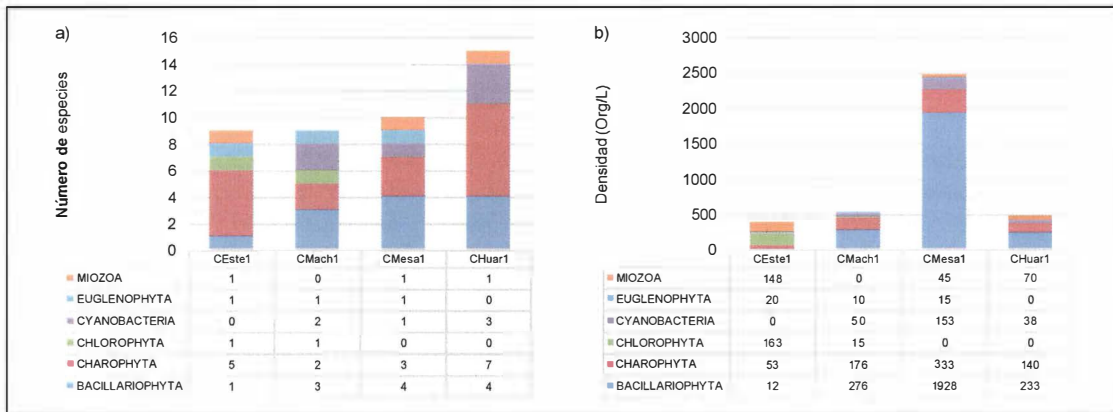 a)
Número de especies
16
14
12
10
8
6
4
2
0
CEste1 CMach1 CMesa1 CHuar1
MIOZOA 1 0 1 1
EUGLENOPHYTA 1 1 1 0
CYANOBACTERIA 0 2 1 3
CHLOROPHYTA 1 1 0 0
CHAROPHYTA 5 2 3 7
BACILLARIOPHYTA 1 3 4 4
b)
Densidad (Org/L)
3000
2500
2000
1500
1000
500
0
CEste1 CMach1 CMesa1 CHuar1
MIOZOA 148 0 45 70
EUGLENOPHYTA 20 10 15 0
CYANOBACTERIA 0 50 153 38
CHLOROPHYTA 163 15 0 0
CHAROPHYTA 53 176 333 140
BACILLARIOPHYTA 12 276 1928 233